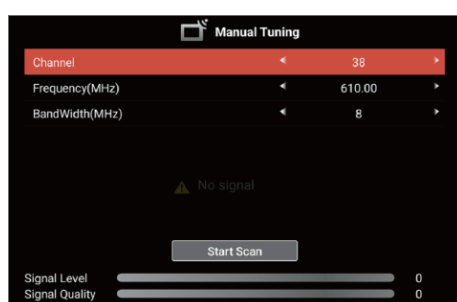 Manual Tuning
Channel 38
Frequency(MHz) 610.00
BandWidth(MHz) 8
No signal
Start Scan
Signal Level 0
Signal Quality 0